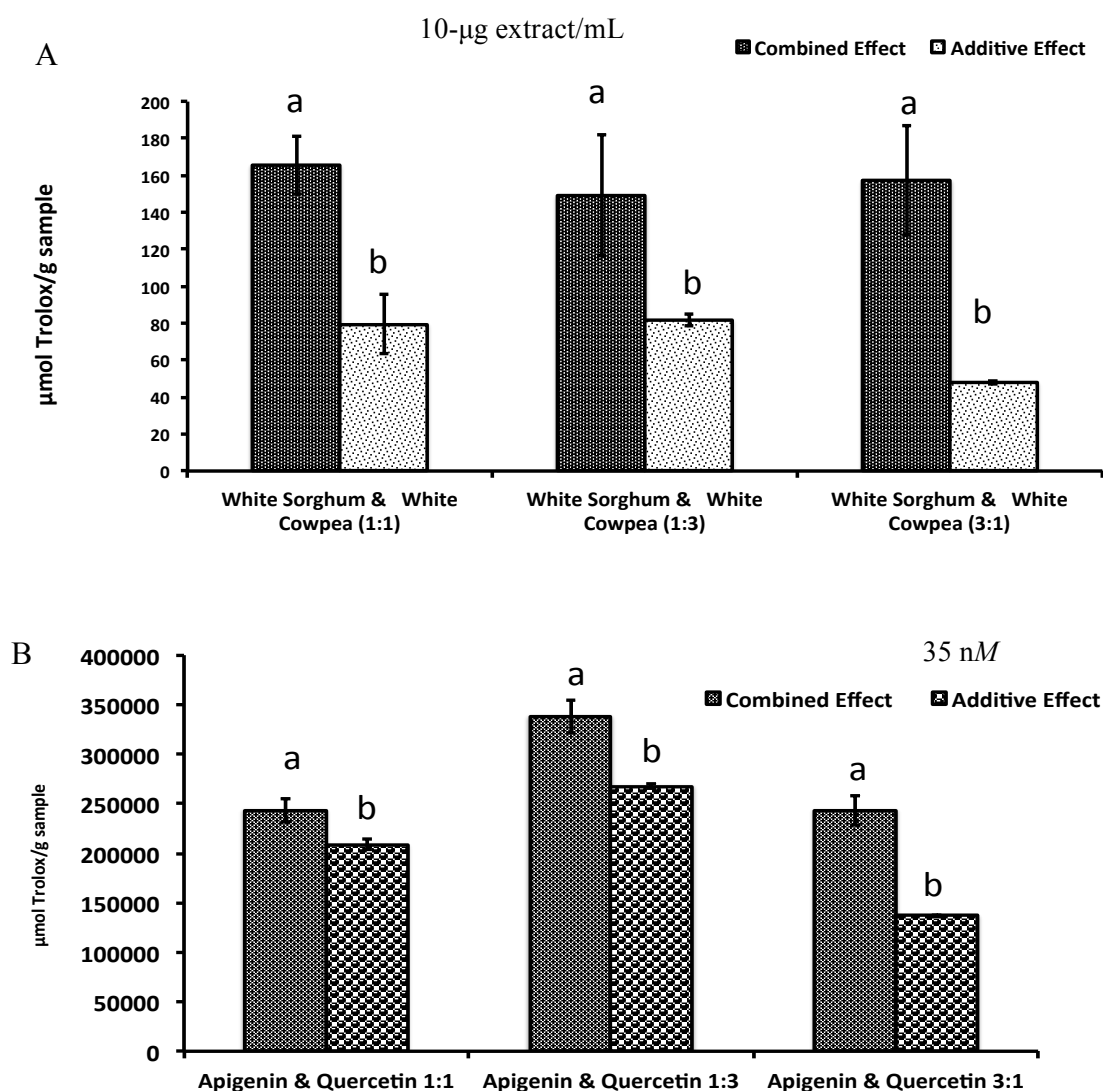 10-μg extract/mL
A
Combined Effect Additive Effect
μmol Trolox/g sample
200
180
160
140
120
100
80
60
40
20
0
a
b
a
b
a
b
White Sorghum & White
Cowpea (1:1)
White Sorghum & White
Cowpea (1:3)
White Sorghum & White
Cowpea (3:1)
B
35 nM
Combined Effect Additive Effect
μmol Trolox/g sample
400000
350000
300000
250000
200000
150000
100000
50000
0
a
b
a
b
a
b
Apigenin & Quercetin 1:1
Apigenin & Quercetin 1:3
Apigenin & Quercetin 3:1